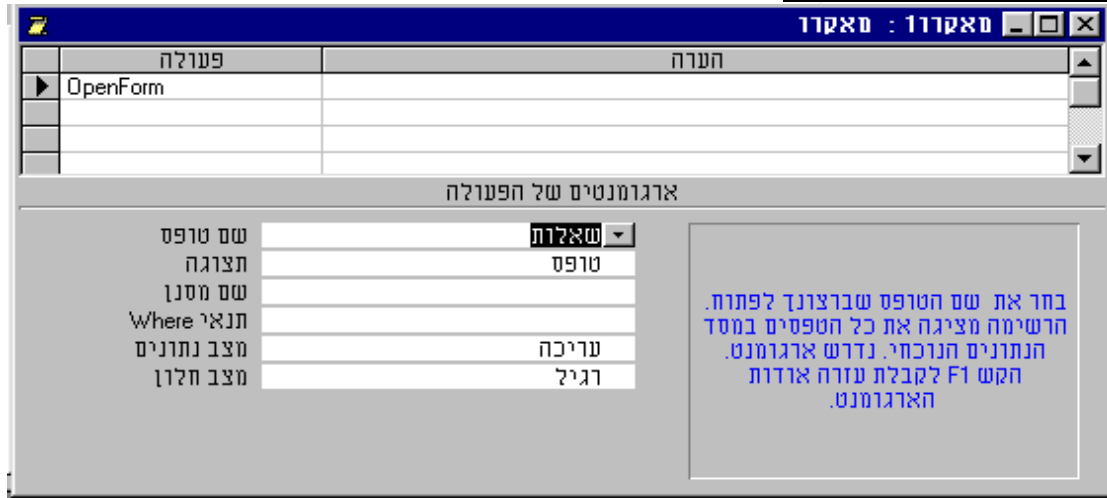 מאקרו1 : מאקרו
פעולה הערה
OpenForm
ארגומנטים של הפעולה
שם טופס שאלות
תצוגה טופס
שם מסנן
תנאי Where
מצב נתונים עריכה
מצב חלון רגיל
בחר את שם הטופס שברצונך לפתוח.
הרשימה מציגה את כל הטפסים במסד
הנתונים הנוכחי. נדרש ארגומנט.
הקש F1 לקבלת עזרה אודות
הארגומנט.